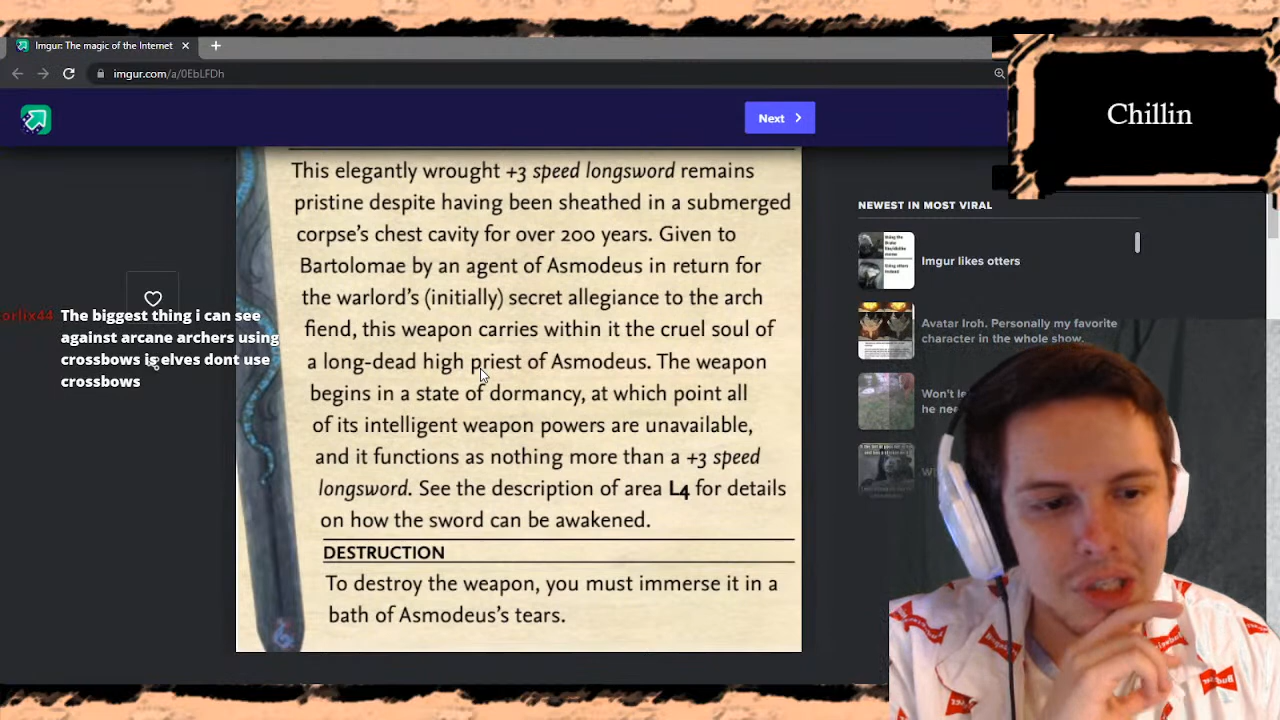 Imgur: The magic of the Internet
imgur.com/a/0EbLFDh
Next
Chillin
This elegantly wrought +3 speed longsword remains
pristine despite having been sheathed in a submerged
corpse's chest cavity for over 200 years. Given to
Bartolomae by an agent of Asmodeus in return for
the warlord's (initially) secret allegiance to the arch
fiend, this weapon carries within it the cruel soul of
a long-dead high priest of Asmodeus. The weapon
begins in a state of dormancy, at which point all
of its intelligent weapon powers are unavailable,
and it functions as nothing more than a +3 speed
longsword. See the description of area L4 for details
on how the sword can be awakened.
DESTRUCTION
To destroy the weapon, you must immerse it in a
bath of Asmodeus's tears.
orlix44 The biggest thing i can see
against arcane archers using
crossbows is elves dont use
crossbows
NEWEST IN MOST VIRAL
Imgur likes otters
Avatar Iroh. Personally my favorite
character in the whole show.